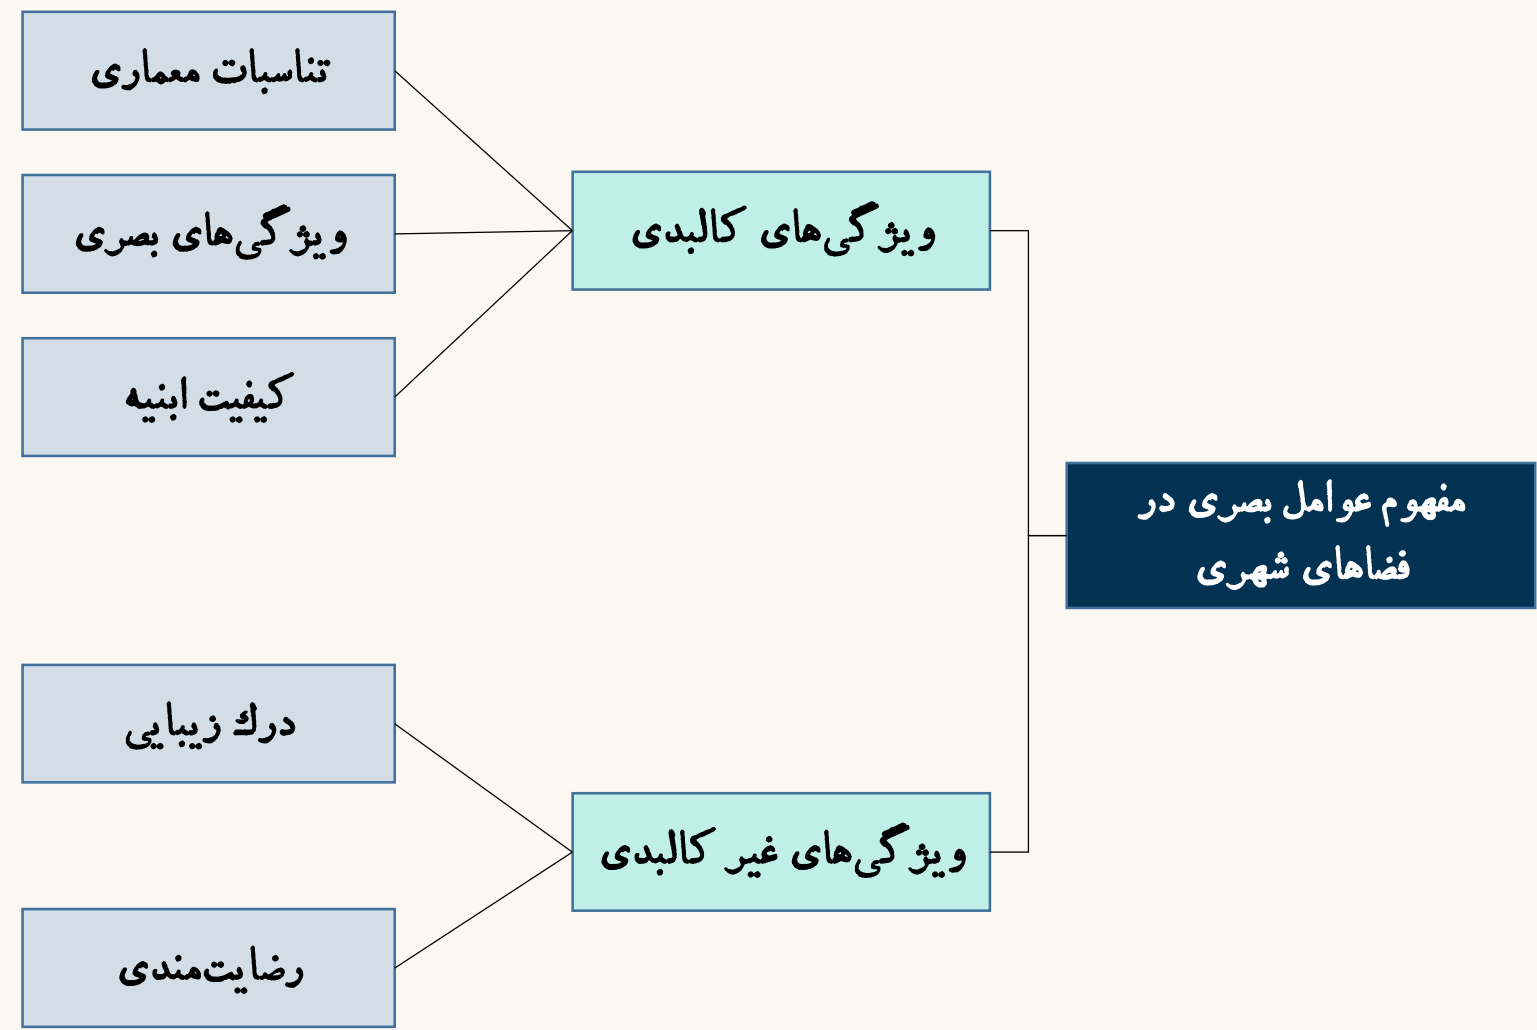 مفهوم عوامل بصری در
فضاهای شهری
ویژگی‌های کالبدی
تناسبات معماری
ویژگی‌های بصری
کیفیت ابنیه
ویژگی‌های غیر کالبدی
درك زیبایی
رضایت‌مندی